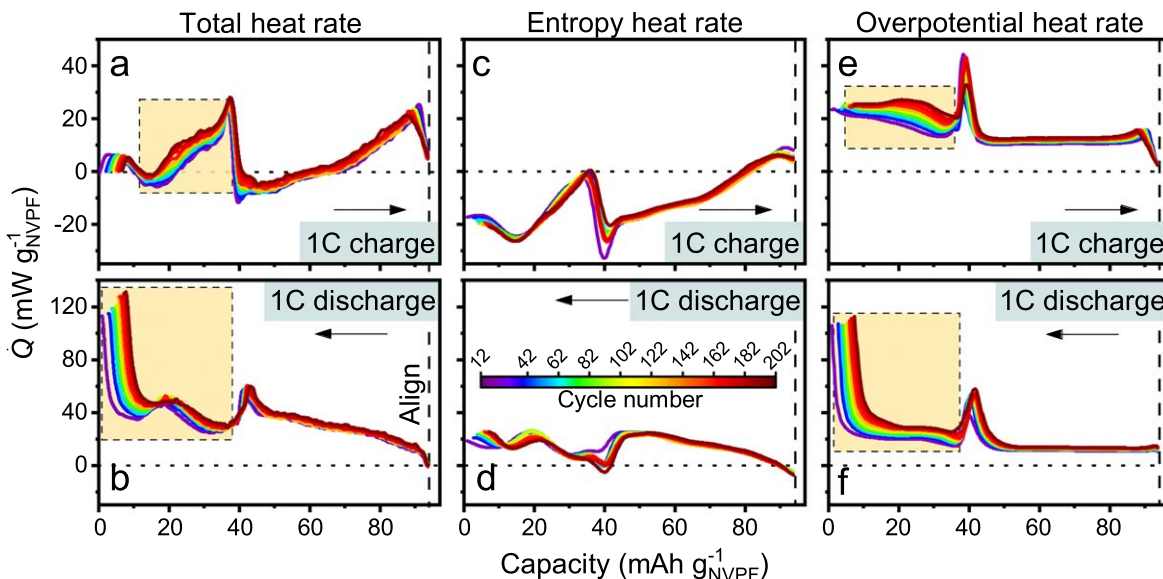 Total heat rate
Entropy heat rate
Overpotential heat rate
a
c
e
40
20
0
-20
1C charge
1C charge
1C charge
Q̇ (mW g⁻¹NVPF)
1C discharge
1C discharge
1C discharge
120
80
40
0
12 42 62 82 102 122 142 162 182 202
Cycle number
Align
b
d
f
0 20 40 60 80
0 20 40 60 80
0 20 40 60 80
Capacity (mAh g⁻¹NVPF)